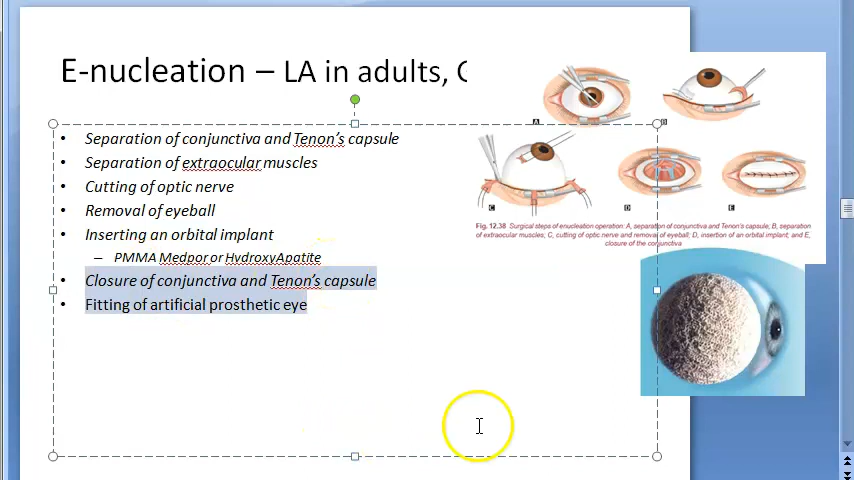 E-nucleation – LA in adults,
• Separation of conjunctiva and Tenon's capsule
• Separation of extraocular muscles
• Cutting of optic nerve
• Removal of eyeball
• Inserting an orbital implant
– PMMA Medpor or HydroxyApatite
• Closure of conjunctiva and Tenon's capsule
• Fitting of artificial prosthetic eye
A
B
C
D
E
Fig. 12.38 Surgical steps of enucleation operation: A, separation of conjunctiva and Tenon's capsule; B, separation
of extraocular muscles; C, cutting of optic nerve and removal of eyeball; D, insertion of an orbital implant, and E,
closure of the conjunctiva